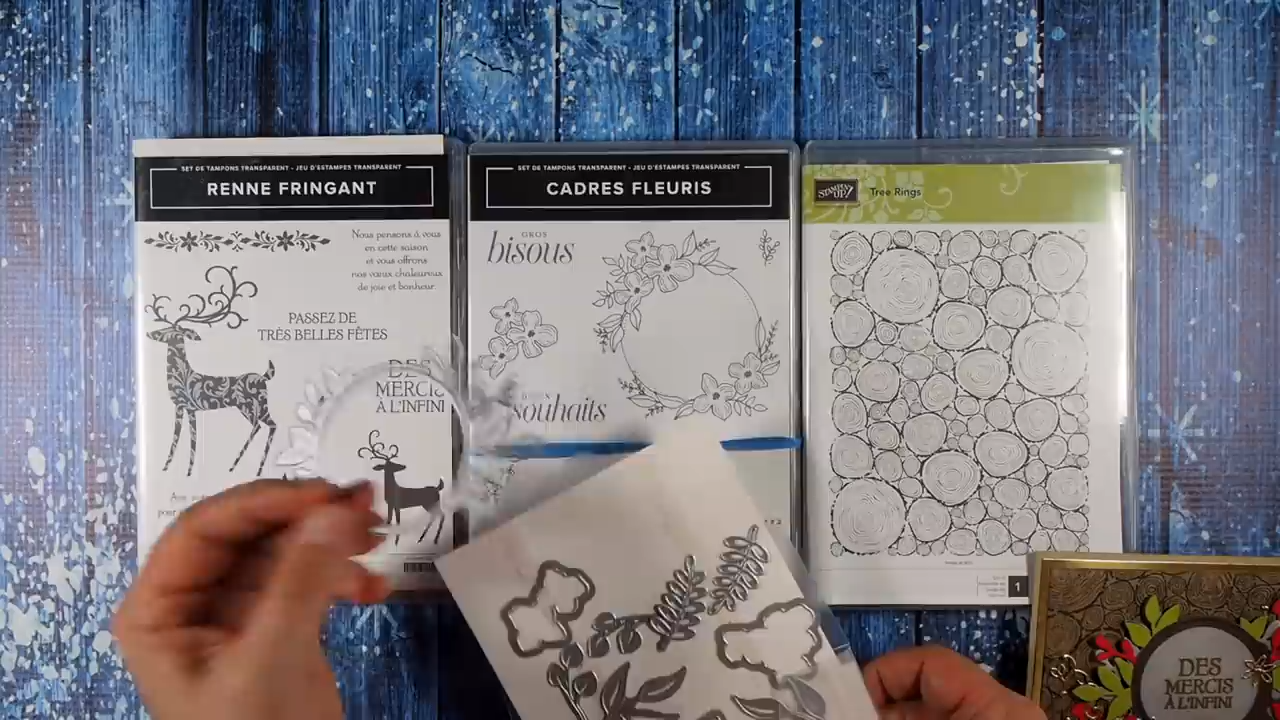 SET DE TAMPONS TRANSPARENT • JEU D'ESTAMPES TRANSPARENT
RENNE FRINGANT
Nous pensons à vous
en cette saison
et vous offrons
nos vœux chaleureux
de joie et bonheur.
PASSEZ DE
TRÈS BELLES FÊTES
DES
MERCIS
À L'INFINI
SET DE TAMPONS TRANSPARENT • JEU D'ESTAMPES TRANSPARENT
CADRES FLEURIS
GROS
bisous
souhaits
STAMPIN' UP!
Tree Rings
1
DES
MERCIS
À L'INFINI